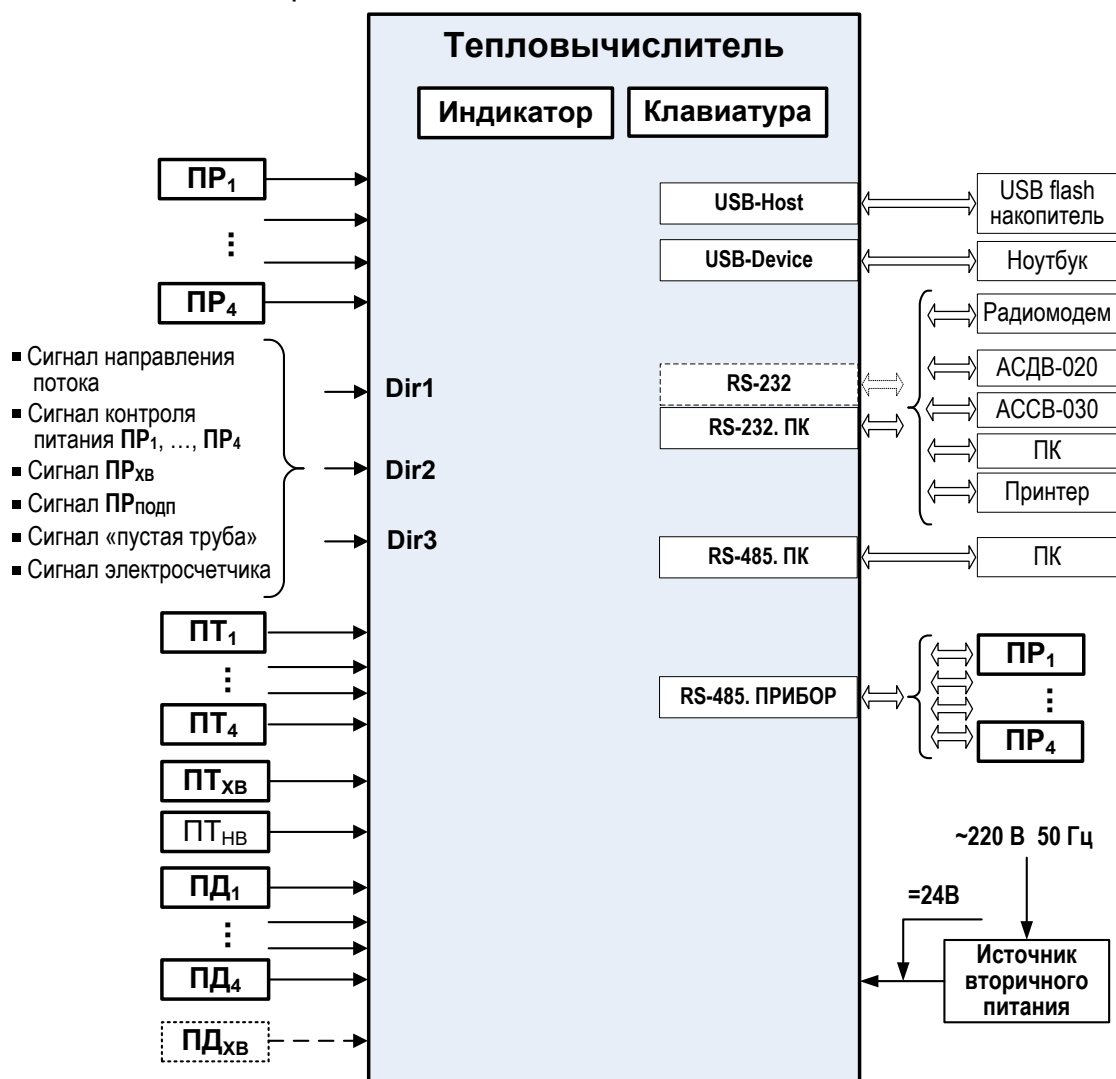 Тепловычислитель
Индикатор
Клавиатура
ПР1
⋮
ПР4
▪ Сигнал направления
потока
▪ Сигнал контроля
питания ПР1, …, ПР4
▪ Сигнал ПРХВ
▪ Сигнал ПРПОДП
▪ Сигнал «пустая труба»
▪ Сигнал электросчетчика
Dir1
Dir2
Dir3
ПТ1
⋮
ПТ4
ПТХВ
ПТНВ
ПД1
⋮
ПД4
ПДХВ
USB-Host
USB-Device
RS-232
RS-232. ПК
RS-485. ПК
RS-485. ПРИБОР
USB flash
накопитель
Ноутбук
Радиомодем
АСДВ-020
АССВ-030
ПК
Принтер
ПК
ПР1
⋮
ПР4
~220 В 50 Гц
=24В
Источник
вторичного
питания